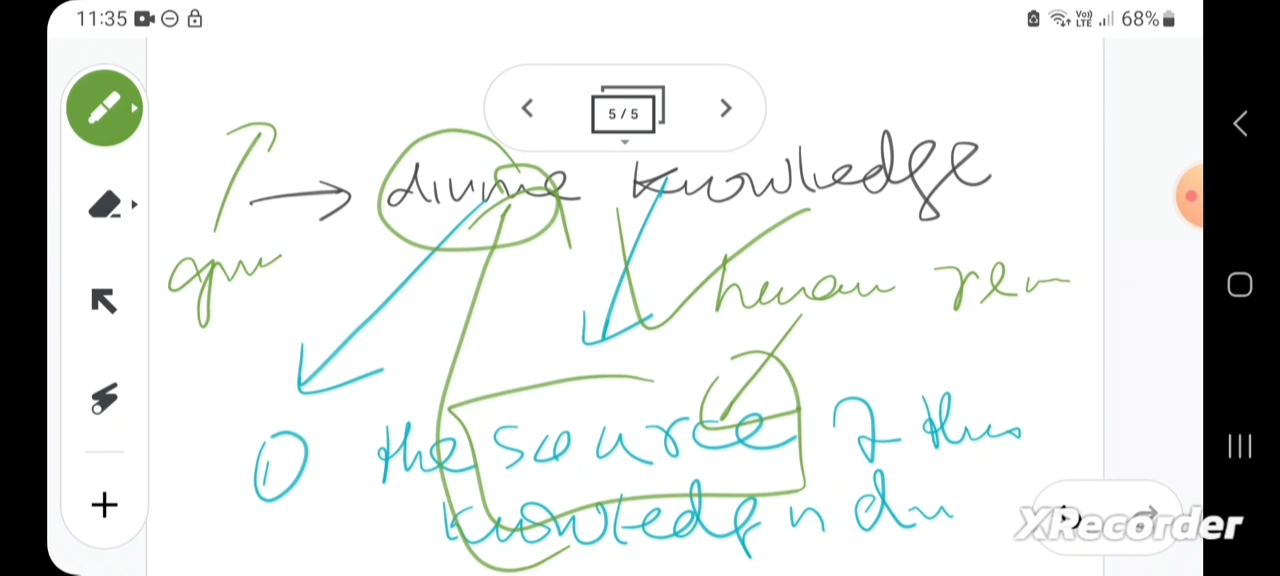 11:35 68%
5 / 5
→ divine knowledge
human
① the source of this
knowledge
XRecorder